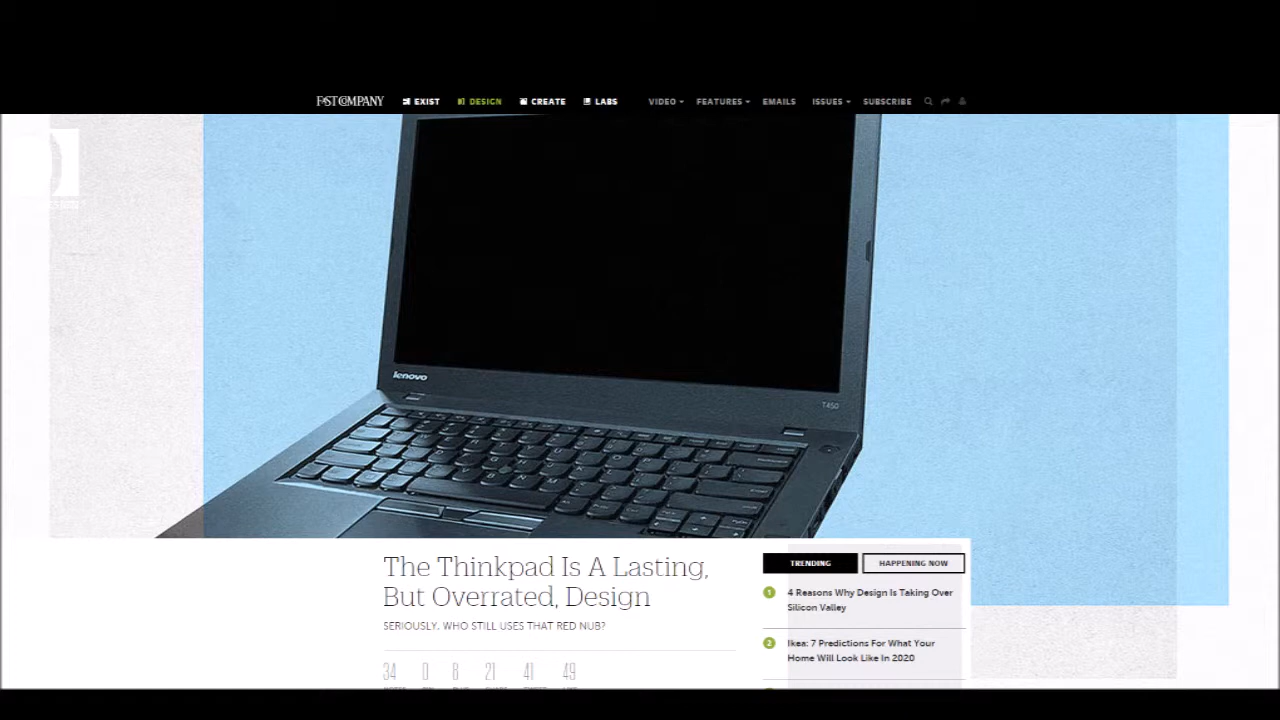 FAST COMPANY EXIST DESIGN CREATE LABS VIDEO FEATURES EMAILS ISSUES SUBSCRIBE
lenovo
T450
The Thinkpad Is A Lasting,
But Overrated, Design
SERIOUSLY. WHO STILL USES THAT RED NUB?
34 0 8 21 41 49
TRENDING HAPPENING NOW
1 4 Reasons Why Design Is Taking Over
Silicon Valley
2 Ikea: 7 Predictions For What Your
Home Will Look Like In 2020